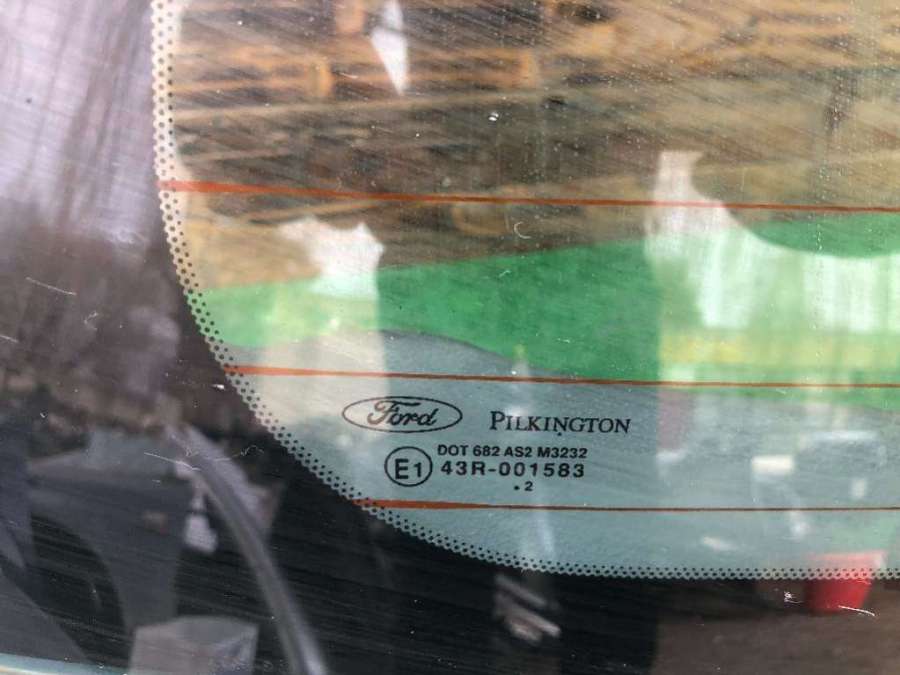 Ford
PILKINGTON
DOT 682 AS2 M3232
E1
43R-001583
. 2